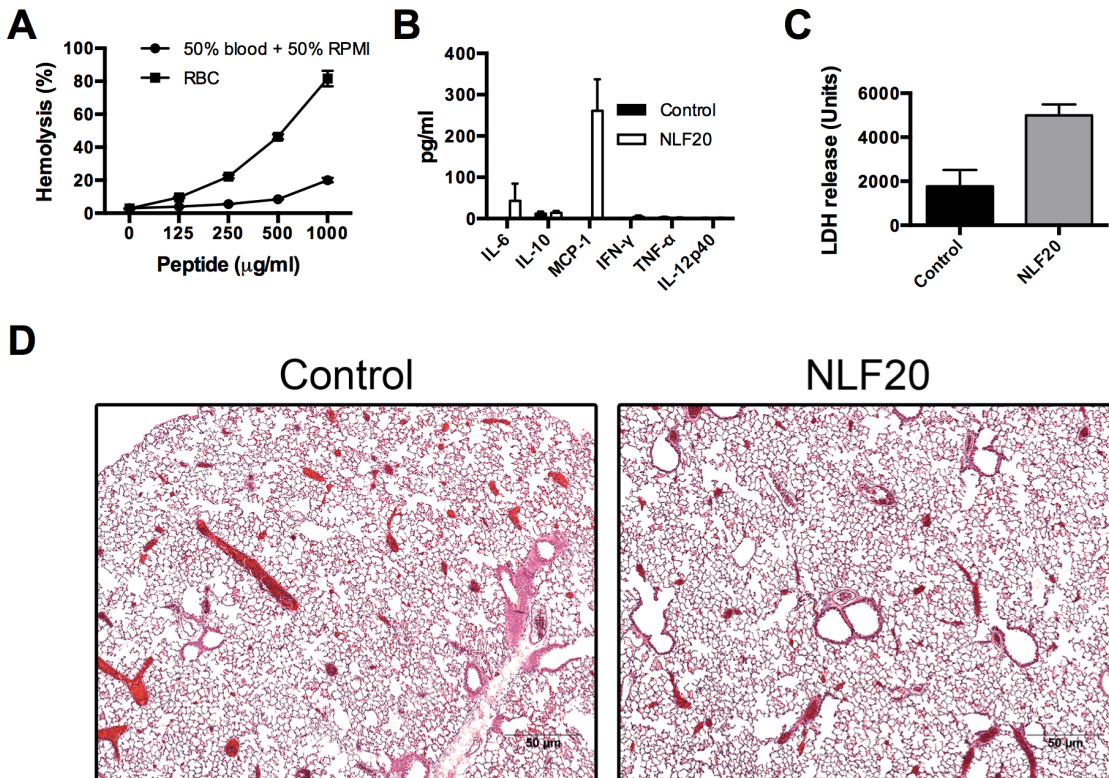 A
50% blood + 50% RPMI
RBC
Hemolysis (%)
100
80
60
40
20
0
0 125 250 500 1000
Peptide (μg/ml)
B
pg/ml
400
300
200
100
0
Control
NLF20
IL-6 IL-10 MCP-1 IFN-γ TNF-α IL-12p40
C
LDH release (Units)
6000
4000
2000
0
Control NLF20
D
Control
NLF20
50 μm
50 μm